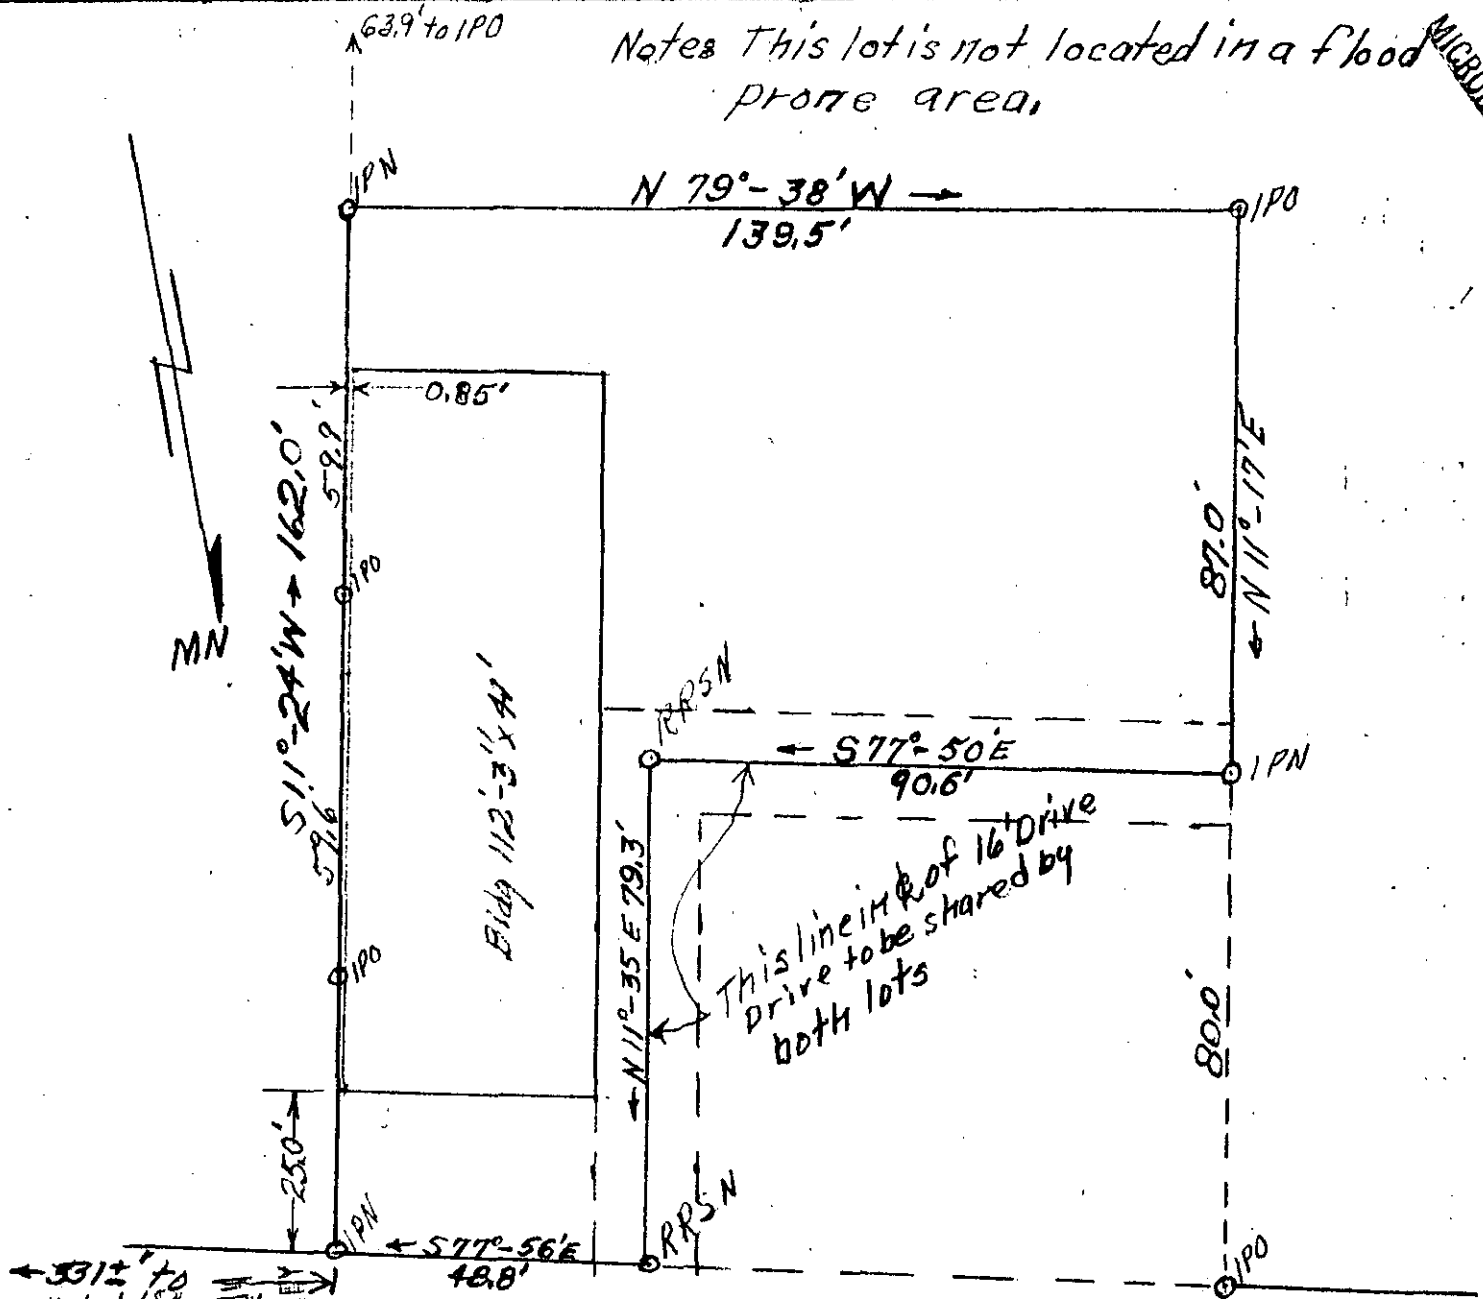 63.9' to IPO
Notes This lot is not located in a flood
prone area.
IPN
N 79°-38' W →
139.5'
IPO
0.85'
S11°-24'W → 162.0'
59.9'
IPO
MN
87.0'
← N 11°-17'E
RRSN
← S 77°-50'E
90.6'
IPN
Bldg 112'-3" x 41'
59.6
← N 11°-35 E 79.3'
This line in ℄ of 16' Drive
Drive to be shared by
both lots
IPO
80.0'
25.0'
IPN
← S77°-56'E
48.8'
RRSN
IPO
← 331±' to